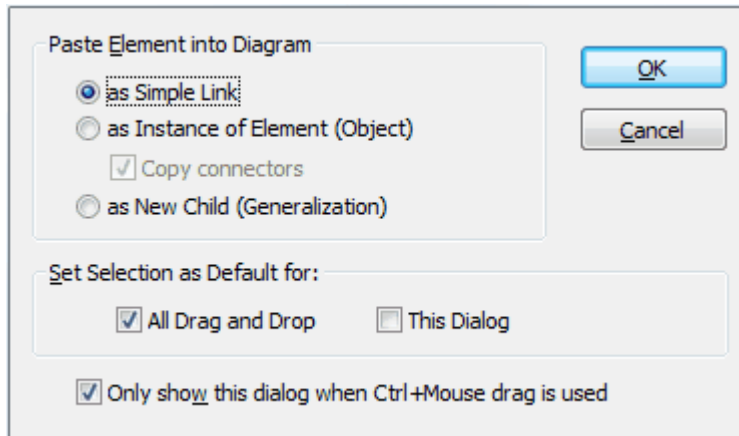 Paste Element into Diagram
as Simple Link
OK
as Instance of Element (Object)
Cancel
Copy connectors
as New Child (Generalization)
Set Selection as Default for:
All Drag and Drop This Dialog
Only show this dialog when Ctrl+Mouse drag is used